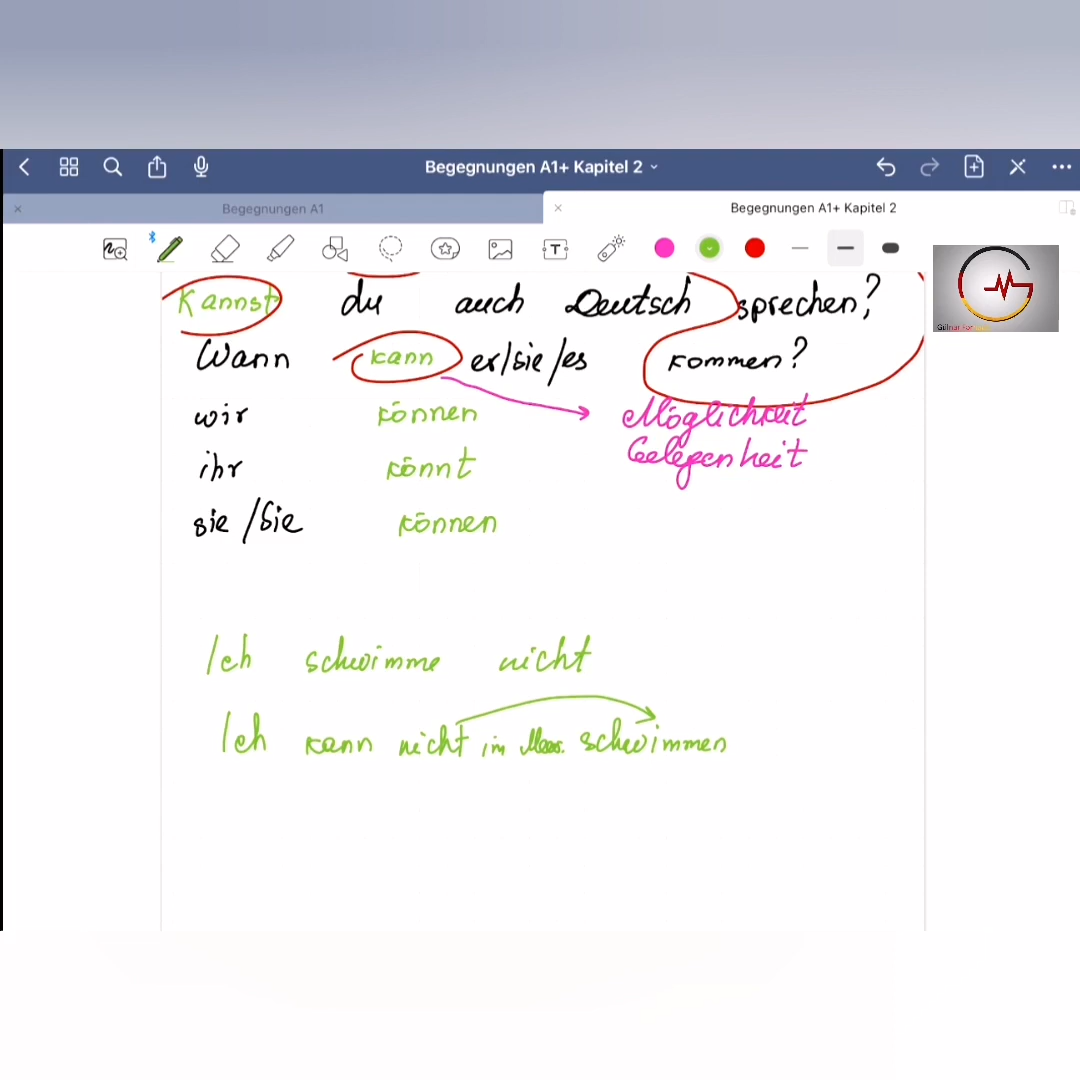 Begegnungen A1+ Kapitel 2
Begegnungen A1
Begegnungen A1+ Kapitel 2
T
Kannst du auch Deutsch sprechen?
Wann kann er/sie/es kommen?
wir können Möglichkeit
Gelegenheit
ihr könnt
sie/Sie können
Ich schwimme nicht
Ich kann nicht im schwimmen